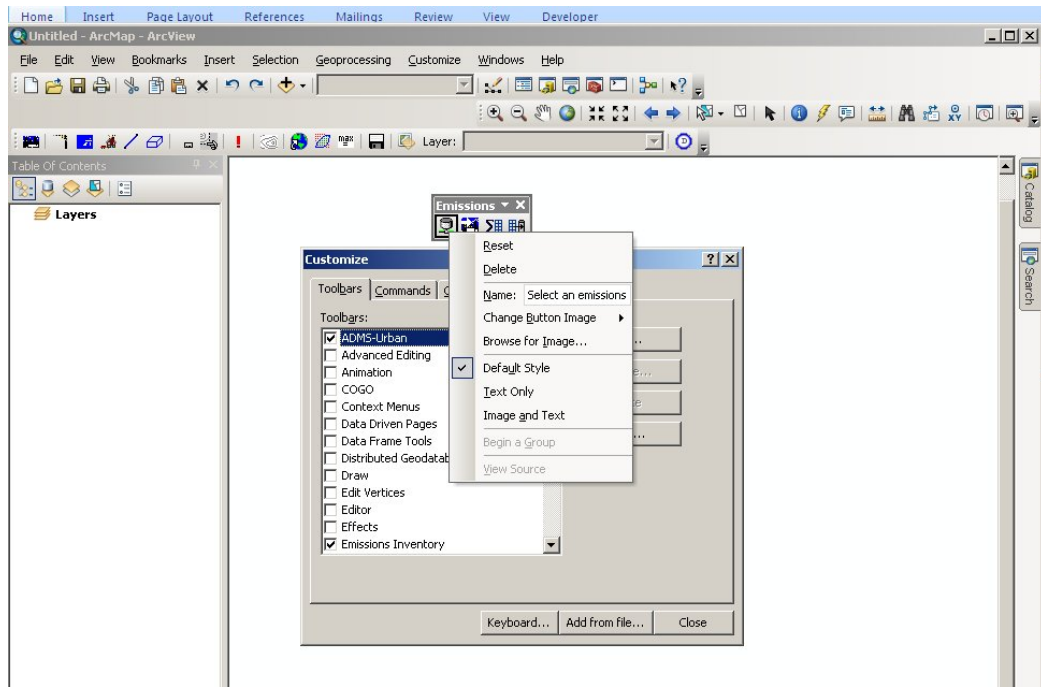 Home Insert Page Layout References Mailings Review View Developer
Untitled - ArcMap - ArcView
File Edit View Bookmarks Insert Selection Geoprocessing Customize Windows Help
Layer:
Table Of Contents
Layers
Emissions
Customize
Toolbars Commands
Toolbars:
ADMS-Urban
Advanced Editing
Animation
COGO
Context Menus
Data Driven Pages
Data Frame Tools
Distributed Geodatab
Draw
Edit Vertices
Editor
Effects
Emissions Inventory
Reset
Delete
Name: Select an emissions
Change Button Image
Browse for Image...
Default Style
Text Only
Image and Text
Begin a Group
View Source
Keyboard... Add from file... Close
Catalog
Search